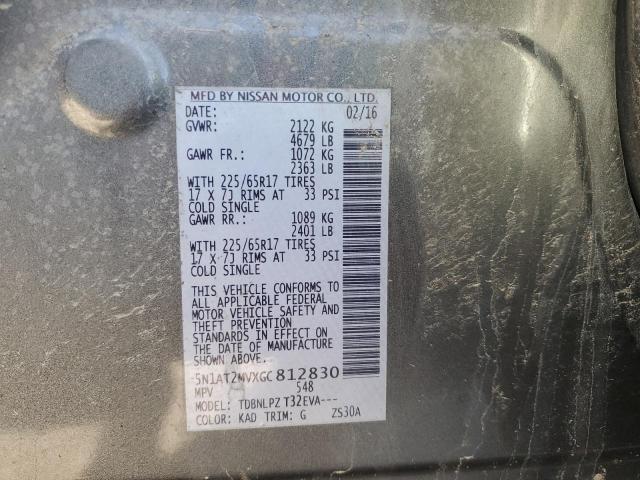 MFD BY NISSAN MOTOR CO., LTD.
DATE: 02/16
GVWR: 2122 KG
4679 LB
GAWR FR.: 1072 KG
2363 LB
WITH 225/65R17 TIRES
17 X 7J RIMS AT 33 PSI
COLD SINGLE
GAWR RR.: 1089 KG
2401 LB
WITH 225/65R17 TIRES
17 X 7J RIMS AT 33 PSI
COLD SINGLE
THIS VEHICLE CONFORMS TO
ALL APPLICABLE FEDERAL
MOTOR VEHICLE SAFETY AND
THEFT PREVENTION
STANDARDS IN EFFECT ON
THE DATE OF MANUFACTURE
SHOWN ABOVE.
5N1AT2MVXGC812830
MPV 548
MODEL: TDBNLPZ T32EVA---
COLOR: KAD TRIM: G ZS30A